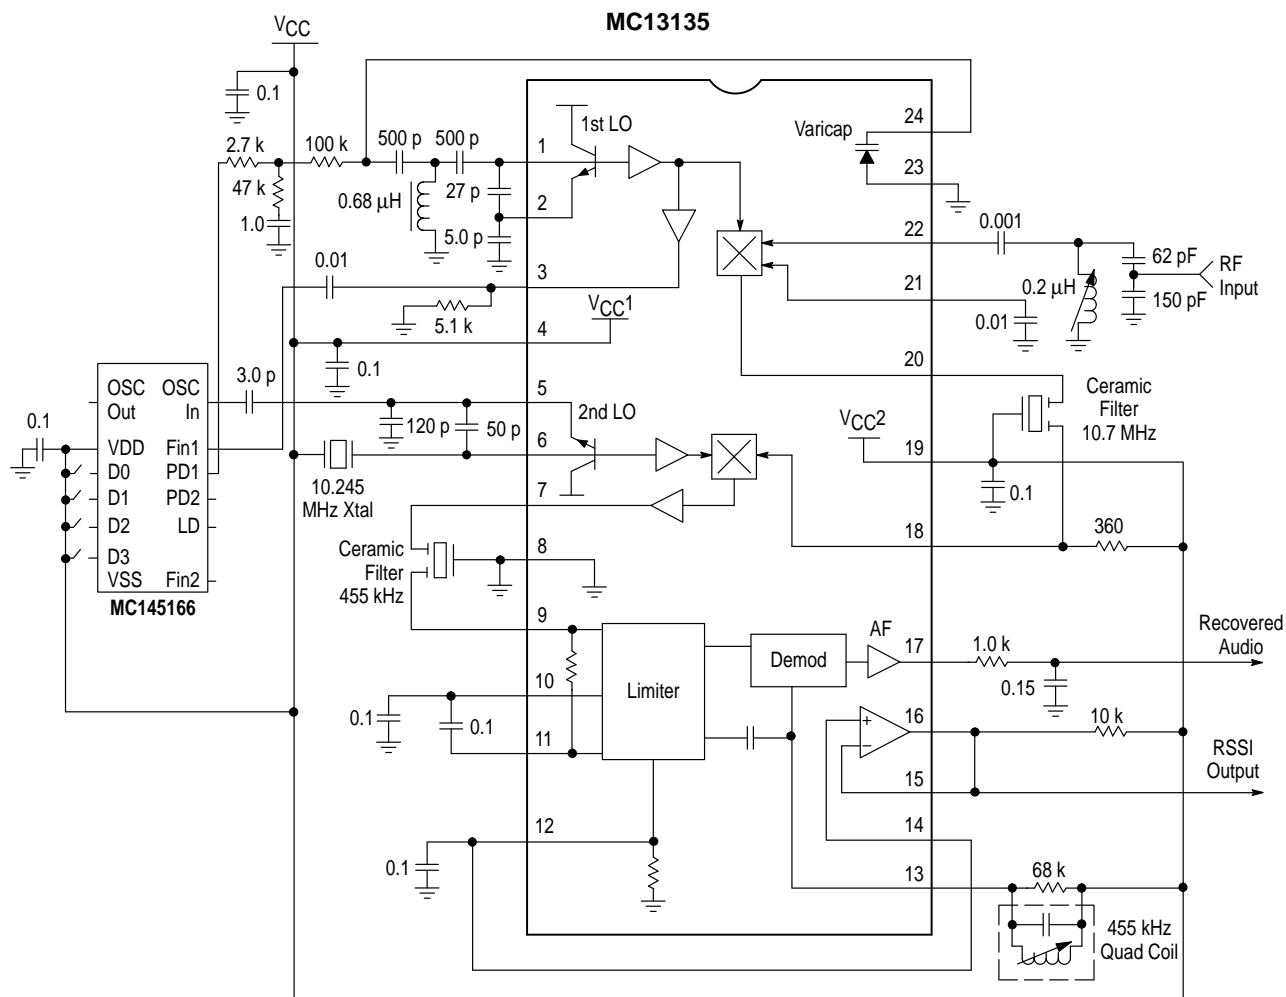 MC13135
VCC
0.1
2.7 k
100 k
500 p
500 p
47 k
1.0
0.68 µH
27 p
5.0 p
0.01
5.1 k
1
2
3
4
5
6
7
8
9
10
11
12
1st LO
VCC1
0.1
3.0 p
120 p
50 p
2nd LO
10.245
MHz Xtal
Ceramic
Filter
455 kHz
0.1
OSC
Out
OSC
In
VDD
Fin1
D0
PD1
D1
PD2
D2
LD
D3
VSS
Fin2
MC145166
0.1
0.1
0.1
Limiter
Demod
AF
+
−
Varicap
24
23
22
21
20
19
18
17
16
15
14
13
0.001
62 pF
150 pF
RF
Input
0.2 µH
0.01
Ceramic
Filter
10.7 MHz
VCC2
0.1
360
Recovered
Audio
1.0 k
0.15
10 k
RSSI
Output
68 k
455 kHz
Quad Coil